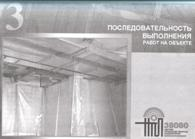 3
ПОСЛЕДОВАТЕЛЬНОСТЬ
ВЫПОЛНЕНИЯ
РАБОТ НА ОБЪЕКТЕ